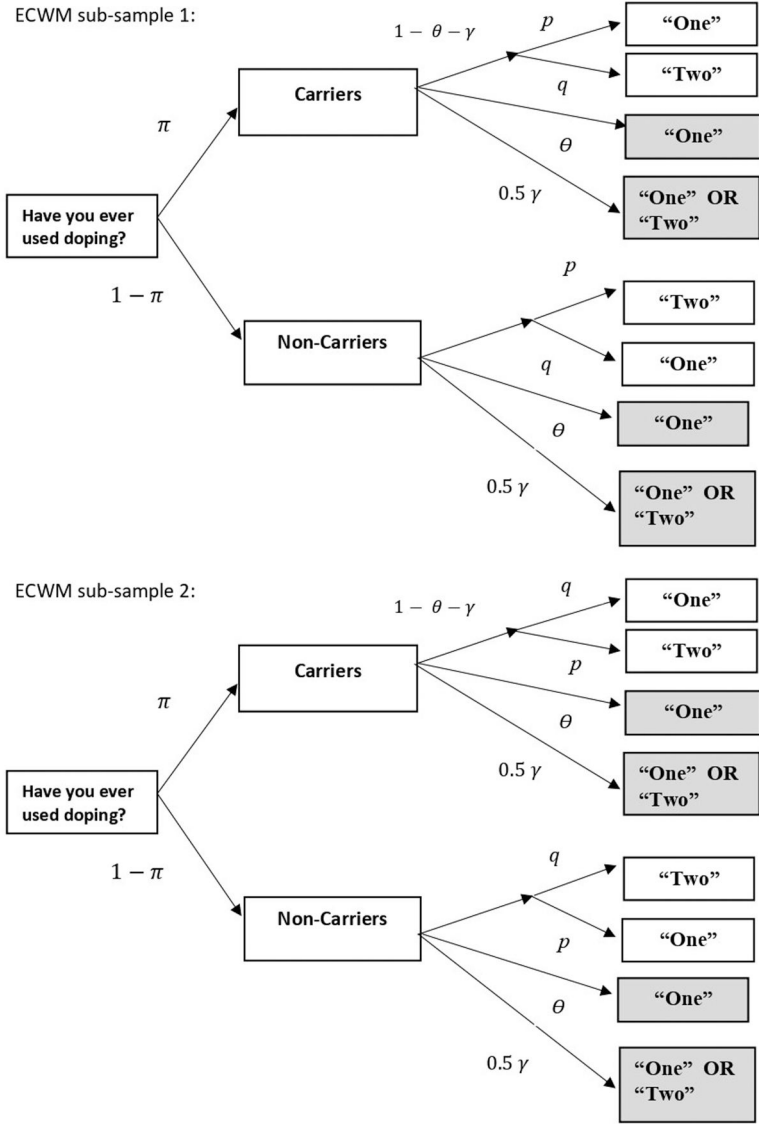 ECWM sub-sample 1:
1 - θ - γ
p
“One”
“Two”
Carriers
q
π
θ
“One”
0.5 γ
“One” OR
“Two”
Have you ever
used doping?
1 - π
p
“Two”
Non-Carriers
“One”
q
“One”
θ
0.5 γ
“One” OR
“Two”
ECWM sub-sample 2:
1 - θ - γ
q
“One”
“Two”
Carriers
p
π
θ
“One”
0.5 γ
“One” OR
“Two”
Have you ever
used doping?
1 - π
q
“Two”
Non-Carriers
“One”
p
“One”
θ
0.5 γ
“One” OR
“Two”